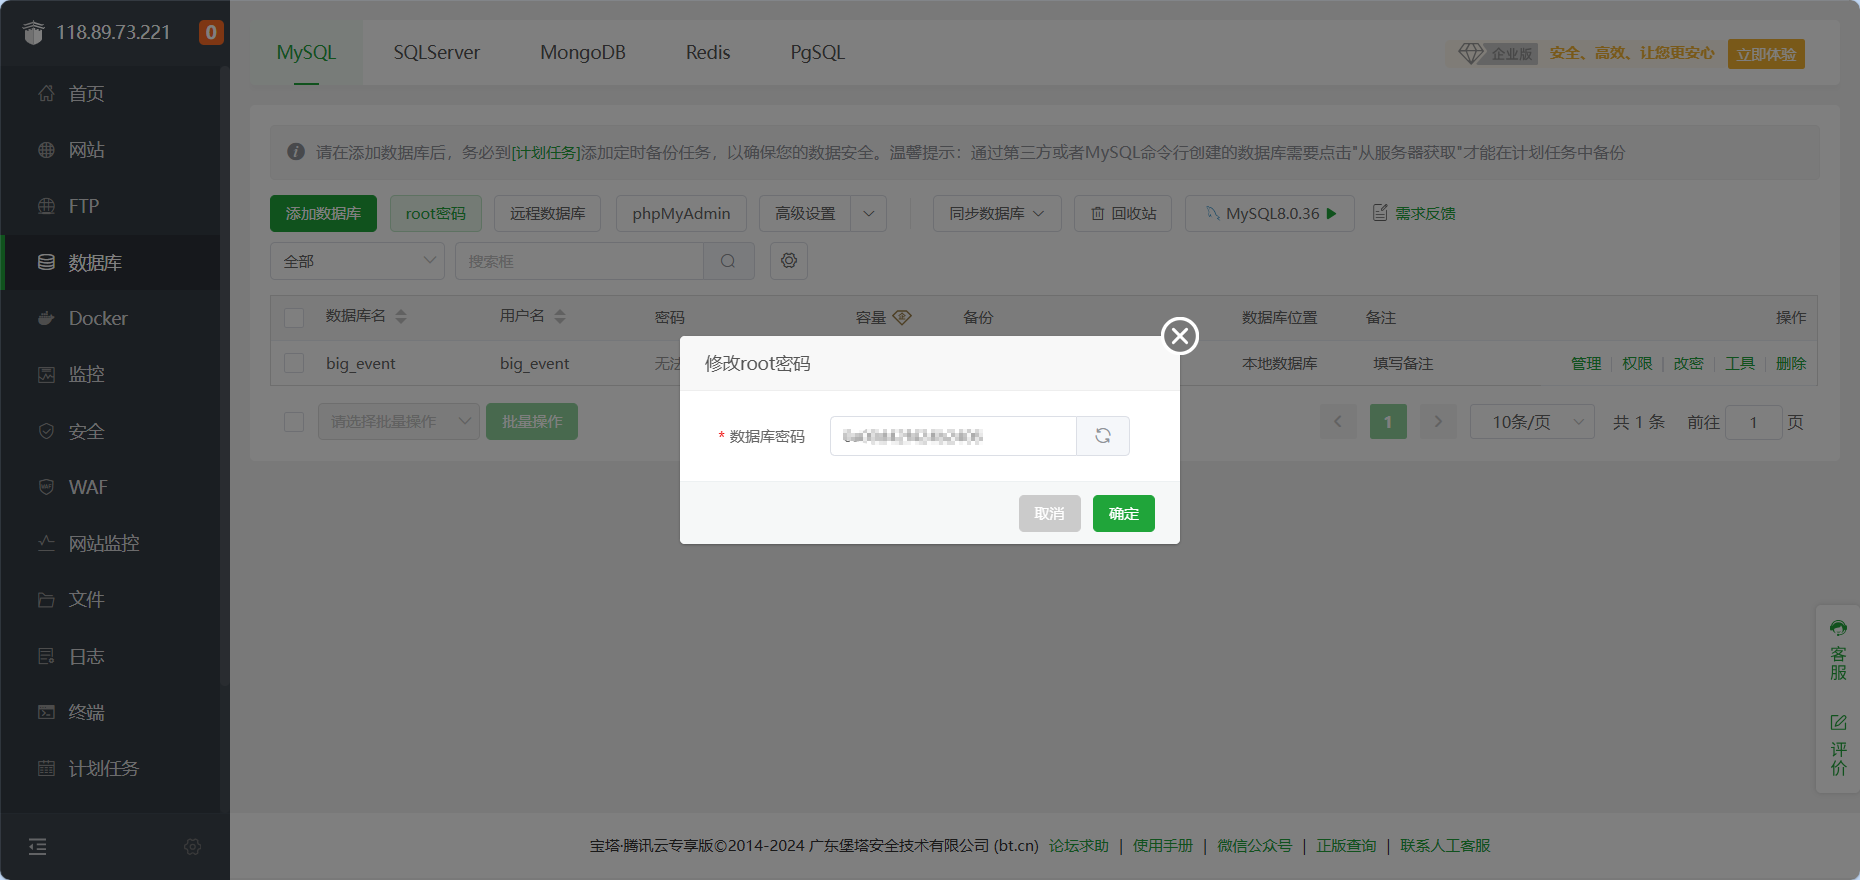 118.89.73.221
0
首页
网站
FTP
数据库
Docker
监控
安全
WAF
网站监控
文件
日志
终端
计划任务
MySQL SQLServer MongoDB Redis PgSQL
企业版 安全、高效、让您更安心 立即体验
请在添加数据库后，务必到[计划任务]添加定时备份任务，以确保您的数据安全。温馨提示：通过第三方或者MySQL命令行创建的数据库需要点击"从服务器获取"才能在计划任务中备份
添加数据库 root密码 远程数据库 phpMyAdmin 高级设置 同步数据库 回收站 MySQL8.0.36 需求反馈
全部 搜索框
数据库名 用户名 密码 容量 备份 数据库位置 备注 操作
big_event big_event 无法 本地数据库 填写备注 管理 | 权限 | 改密 | 工具 | 删除
请选择批量操作 批量操作 1 10条/页 共 1 条 前往 1 页
修改root密码
* 数据库密码
取消 确定
客服
评价
宝塔·腾讯云专享版©2014-2024 广东堡塔安全技术有限公司 (bt.cn) 论坛求助 | 使用手册 | 微信公众号 | 正版查询 | 联系人工客服